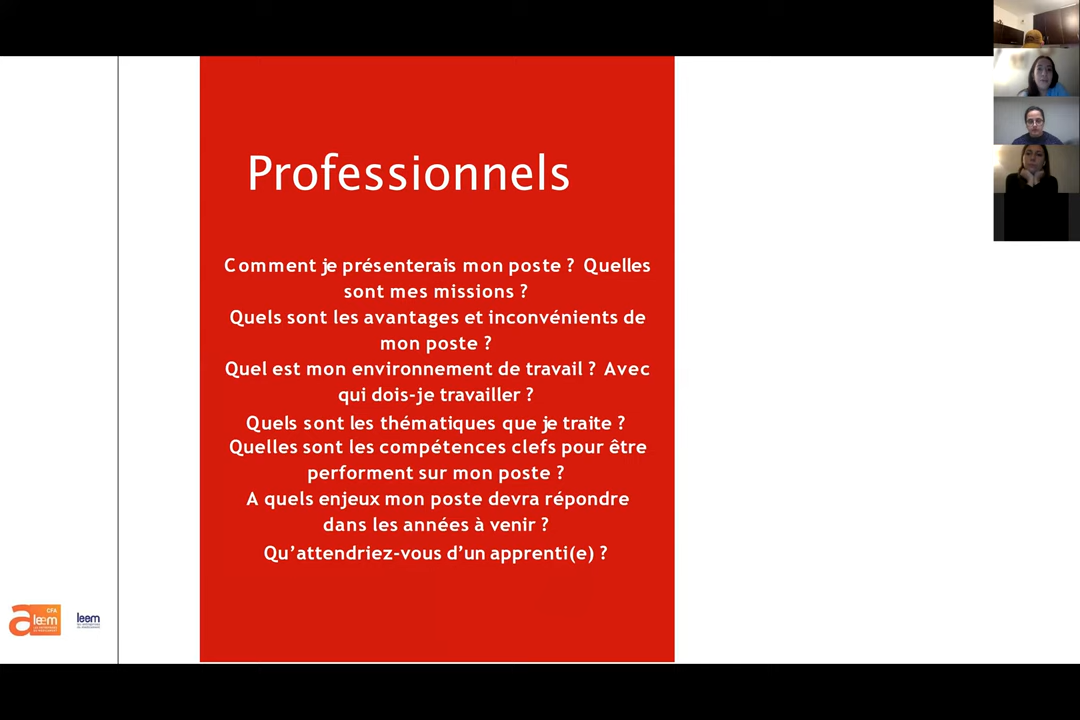 Professionnels
Comment je présenterais mon poste ? Quelles
sont mes missions ?
Quels sont les avantages et inconvénients de
mon poste ?
Quel est mon environnement de travail ? Avec
qui dois-je travailler ?
Quels sont les thématiques que je traite ?
Quelles sont les compétences clefs pour être
performent sur mon poste ?
A quels enjeux mon poste devra répondre
dans les années à venir ?
Qu’attendriez-vous d’un apprenti(e) ?
CFA
leem
leem